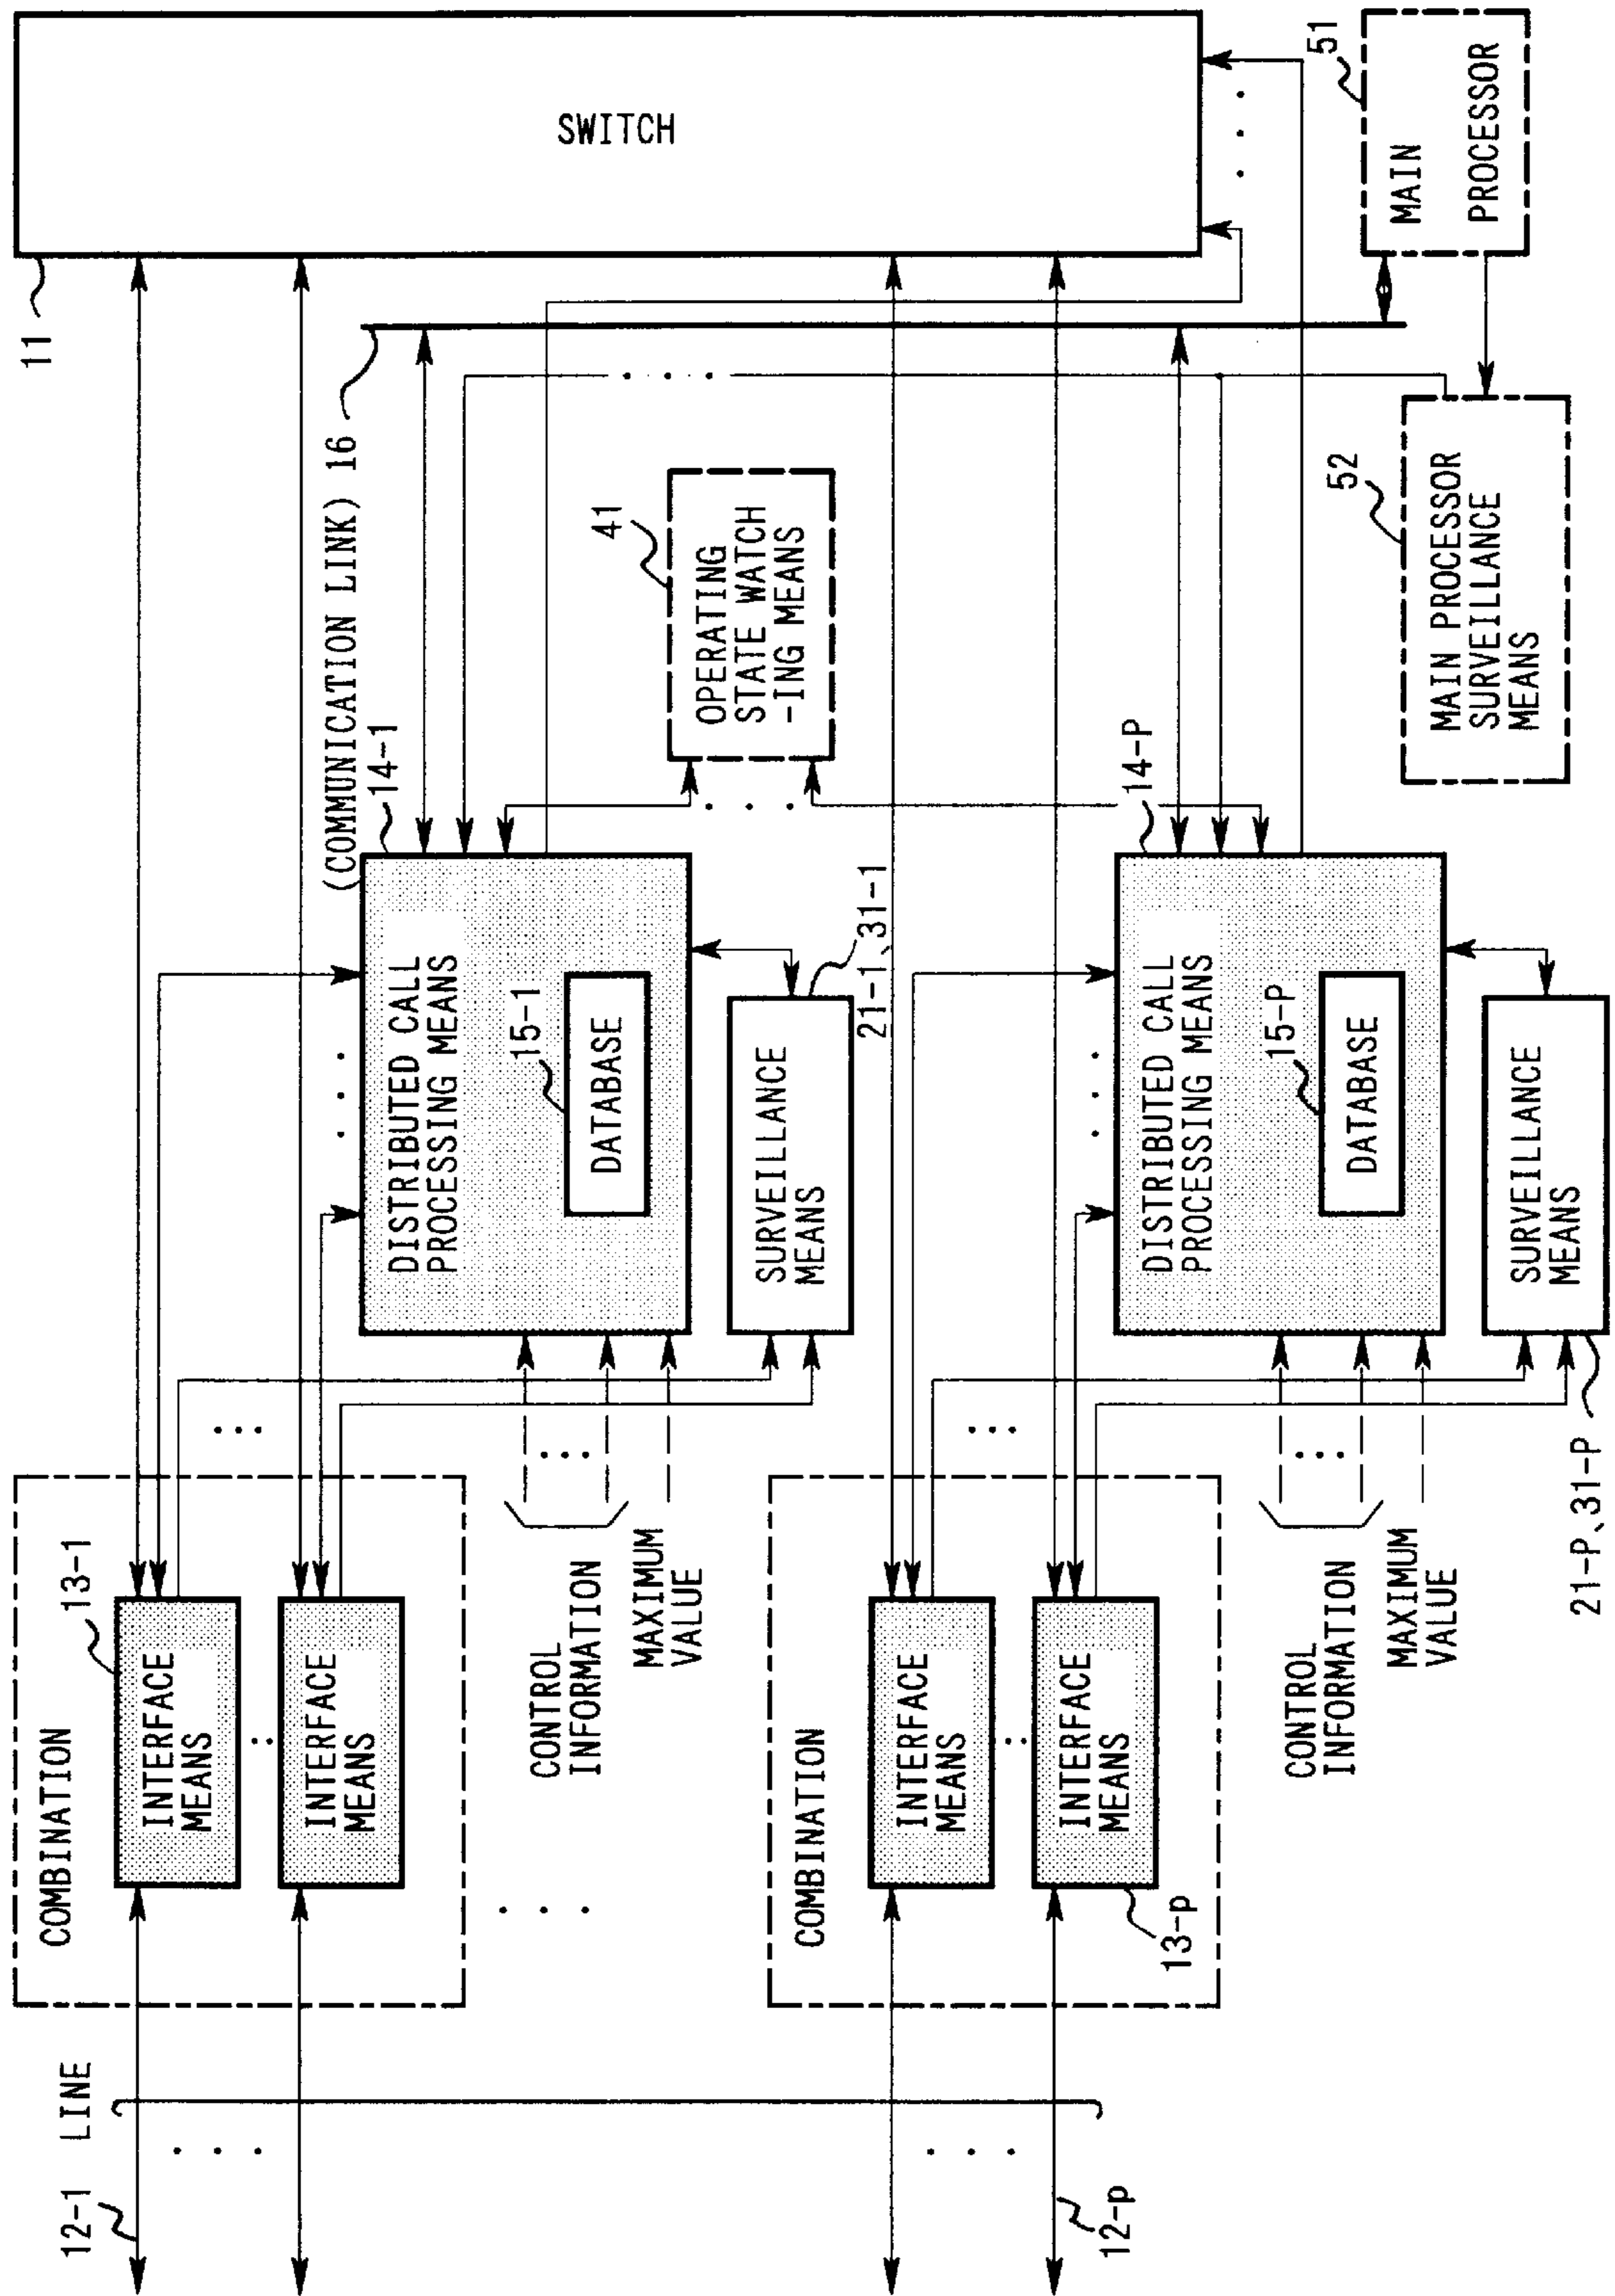 12-1
LINE
12-p
COMBINATION
13-1
INTERFACE
MEANS
INTERFACE
MEANS
CONTROL
INFORMATION
MAXIMUM
VALUE
COMBINATION
INTERFACE
MEANS
INTERFACE
MEANS
13-p
CONTROL
INFORMATION
MAXIMUM
VALUE
(COMMUNICATION LINK) 16
14-1
DISTRIBUTED CALL
PROCESSING MEANS
15-1
DATABASE
SURVEILLANCE
MEANS
21-1、31-1
14-P
DISTRIBUTED CALL
PROCESSING MEANS
15-P
DATABASE
SURVEILLANCE
MEANS
21-P、31-P
41
OPERATING
STATE WATCH
-ING MEANS
11
SWITCH
52
MAIN PROCESSOR
SURVEILLANCE
MEANS
51
MAIN
PROCESSOR